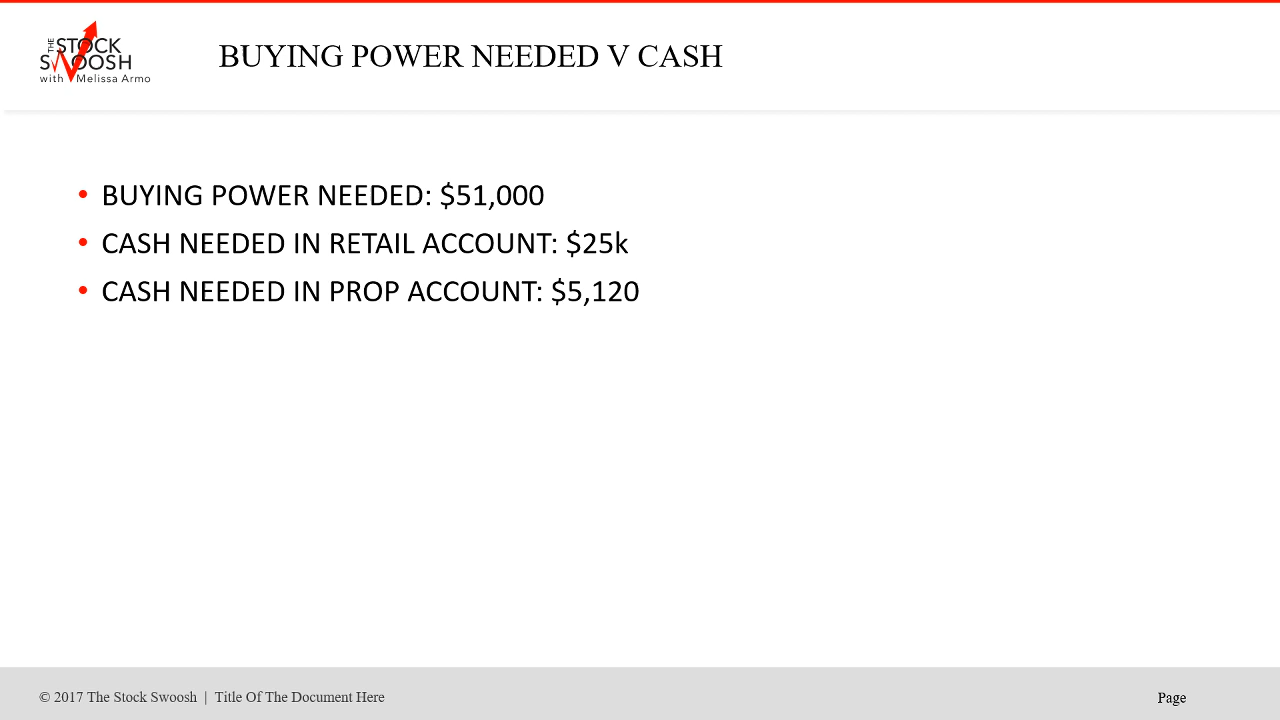 THE STOCK
SWOOSH
with Melissa Armo
BUYING POWER NEEDED V CASH
• BUYING POWER NEEDED: $51,000
• CASH NEEDED IN RETAIL ACCOUNT: $25k
• CASH NEEDED IN PROP ACCOUNT: $5,120
© 2017 The Stock Swoosh | Title Of The Document Here
Page